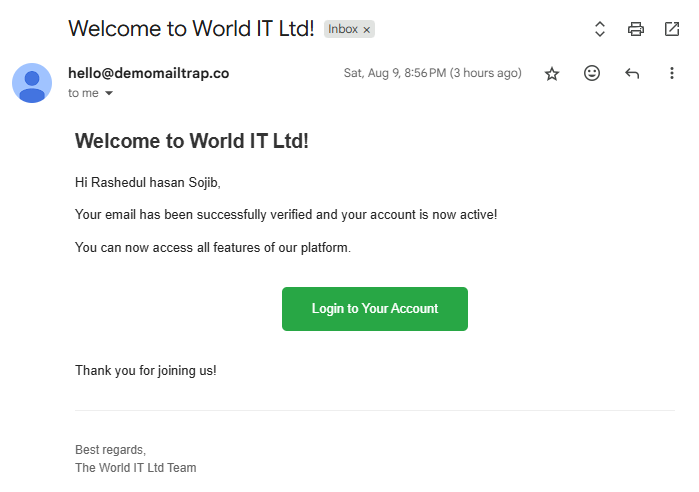 Welcome to World IT Ltd! Inbox ×
hello@demomailtrap.co Sat, Aug 9, 8:56 PM (3 hours ago)
to me
Welcome to World IT Ltd!
Hi Rashedul hasan Sojib,
Your email has been successfully verified and your account is now active!
You can now access all features of our platform.
Login to Your Account
Thank you for joining us!
Best regards,
The World IT Ltd Team